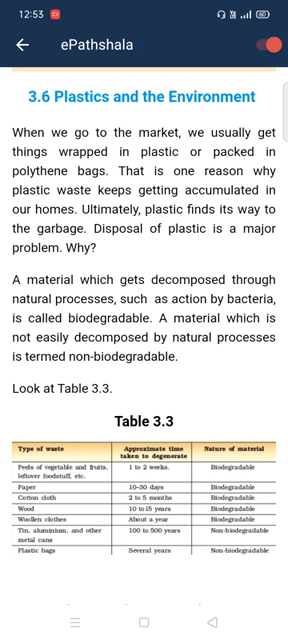 12:53
60
ePathshala
3.6 Plastics and the Environment
When we go to the market, we usually get
things wrapped in plastic or packed in
polythene bags. That is one reason why
plastic waste keeps getting accumulated in
our homes. Ultimately, plastic finds its way to
the garbage. Disposal of plastic is a major
problem. Why?
A material which gets decomposed through
natural processes, such as action by bacteria,
is called biodegradable. A material which is
not easily decomposed by natural processes
is termed non-biodegradable.
Look at Table 3.3.
Table 3.3
Type of waste Approximate time Nature of material
taken to degenerate
Peels of vegetable and fruits, 1 to 2 weeks. Biodegradable
leftover foodstuff, etc.
Paper 10-30 days Biodegradable
Cotton cloth 2 to 5 months Biodegradable
Wood 10 to15 years Biodegradable
Woollen clothes About a year Biodegradable
Tin, aluminium, and other 100 to 500 years Non-biodegradable
metal cans
Plastic bags Several years Non-biodegradable